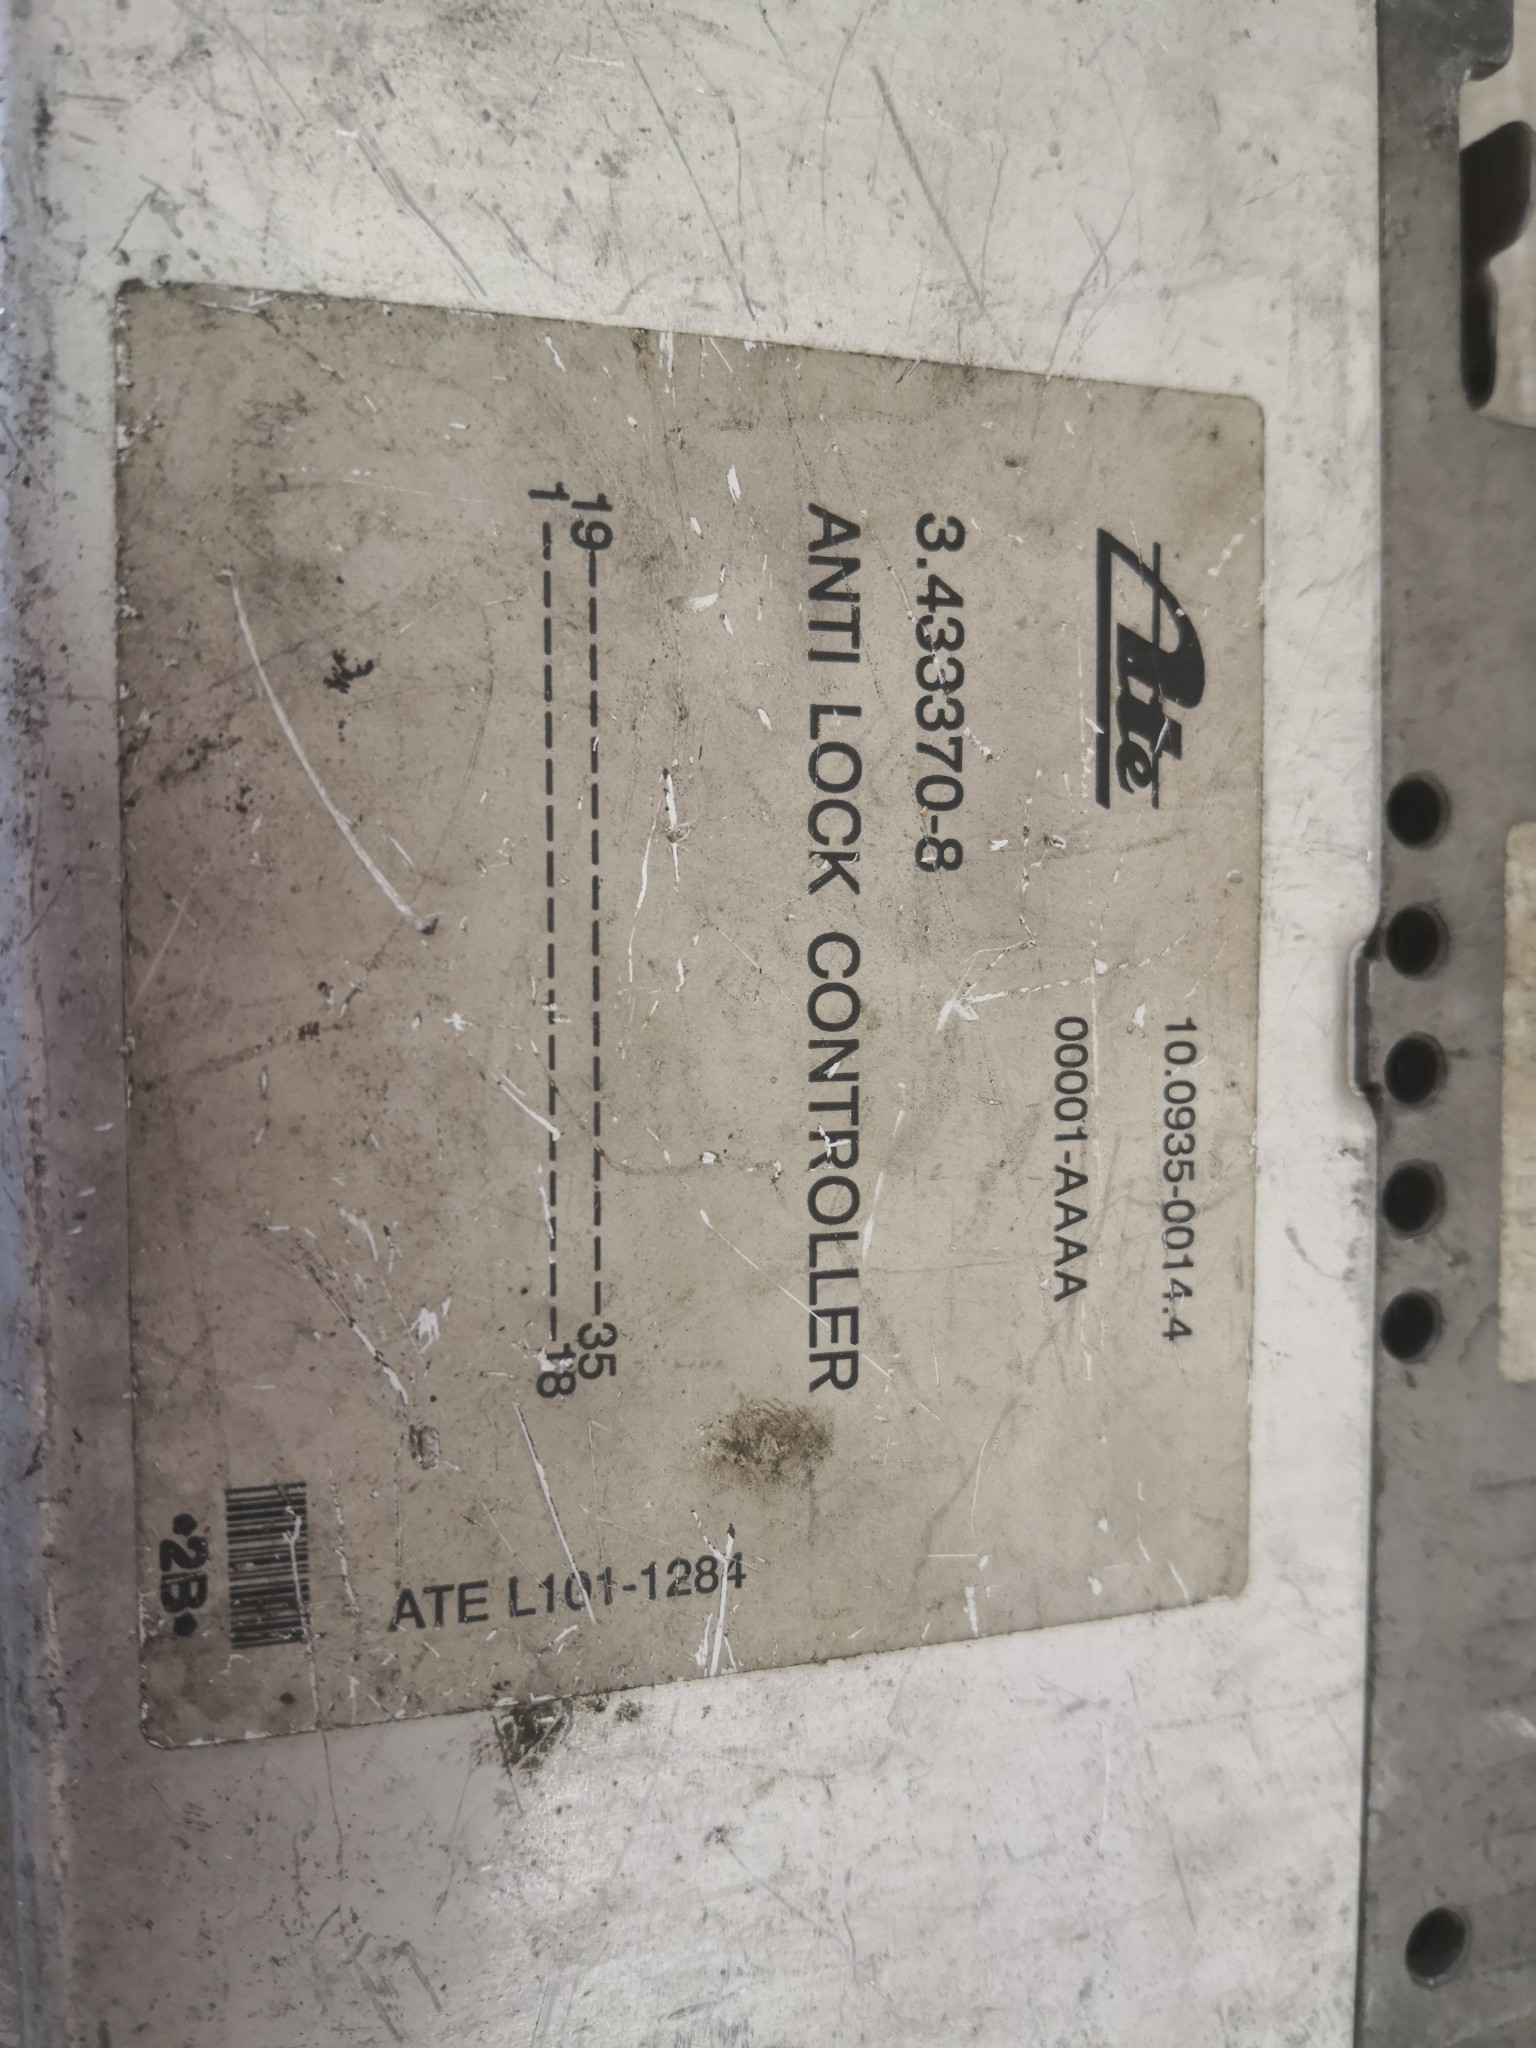 Ate
10.0935-0014.4
00001-AAAA
3.433370-8
ANTI LOCK CONTROLLER
19-----------------35
1------------------18
ATE L101-1284
•2B•